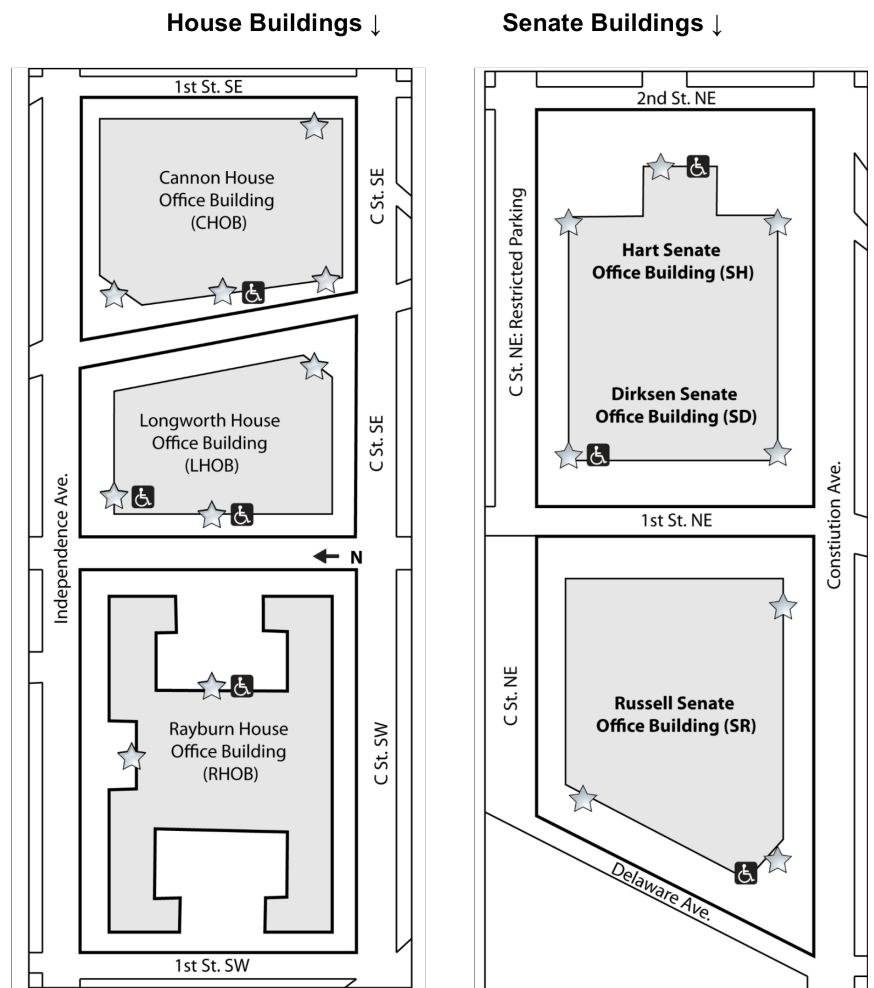 House Buildings ↓
Senate Buildings ↓
1st St. SE
Cannon House
Office Building
(CHOB)
C St. SE
Longworth House
Office Building
(LHOB)
C St. SE
Independence Ave.
N
Rayburn House
Office Building
(RHOB)
C St. SW
1st St. SW
2nd St. NE
C St. NE: Restricted Parking
Hart Senate
Office Building (SH)
Dirksen Senate
Office Building (SD)
1st St. NE
Constiution Ave.
C St. NE
Russell Senate
Office Building (SR)
Delaware Ave.